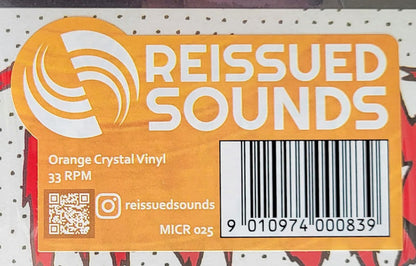 REISSUED
SOUNDS
Orange Crystal Vinyl
33 RPM
reissuedsounds
MICR 025
9 010974 000839